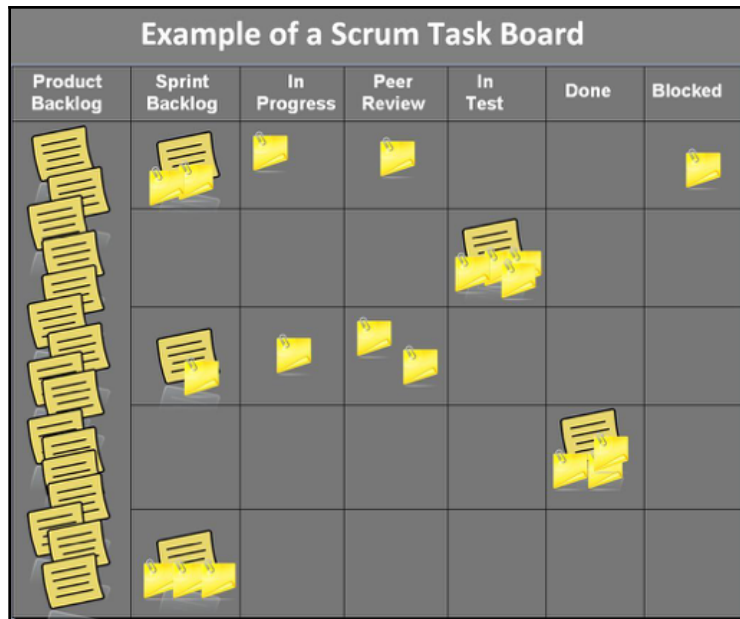 Example of a Scrum Task Board
Product Sprint In Peer In Done Blocked
Backlog Backlog Progress Review Test